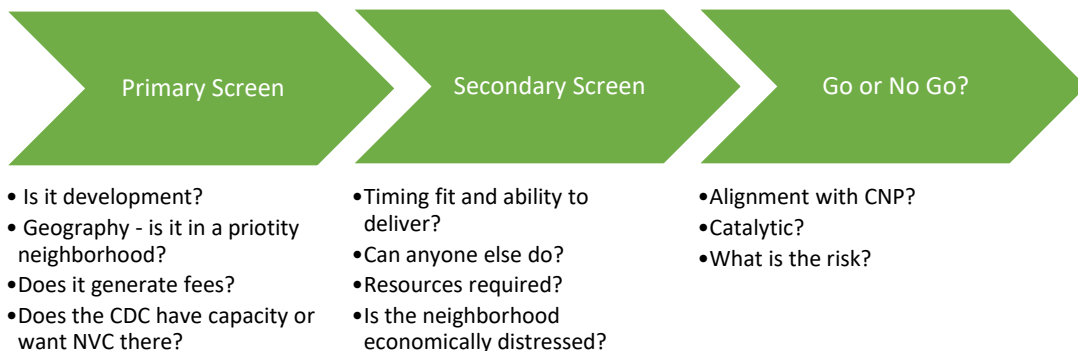 Primary Screen
• Is it development?
• Geography - is it in a priotity
neighborhood?
•Does it generate fees?
•Does the CDC have capacity or
want NVC there?
Secondary Screen
•Timing fit and ability to
deliver?
•Can anyone else do?
•Resources required?
•Is the neighborhood
economically distressed?
Go or No Go?
•Alignment with CNP?
•Catalytic?
•What is the risk?